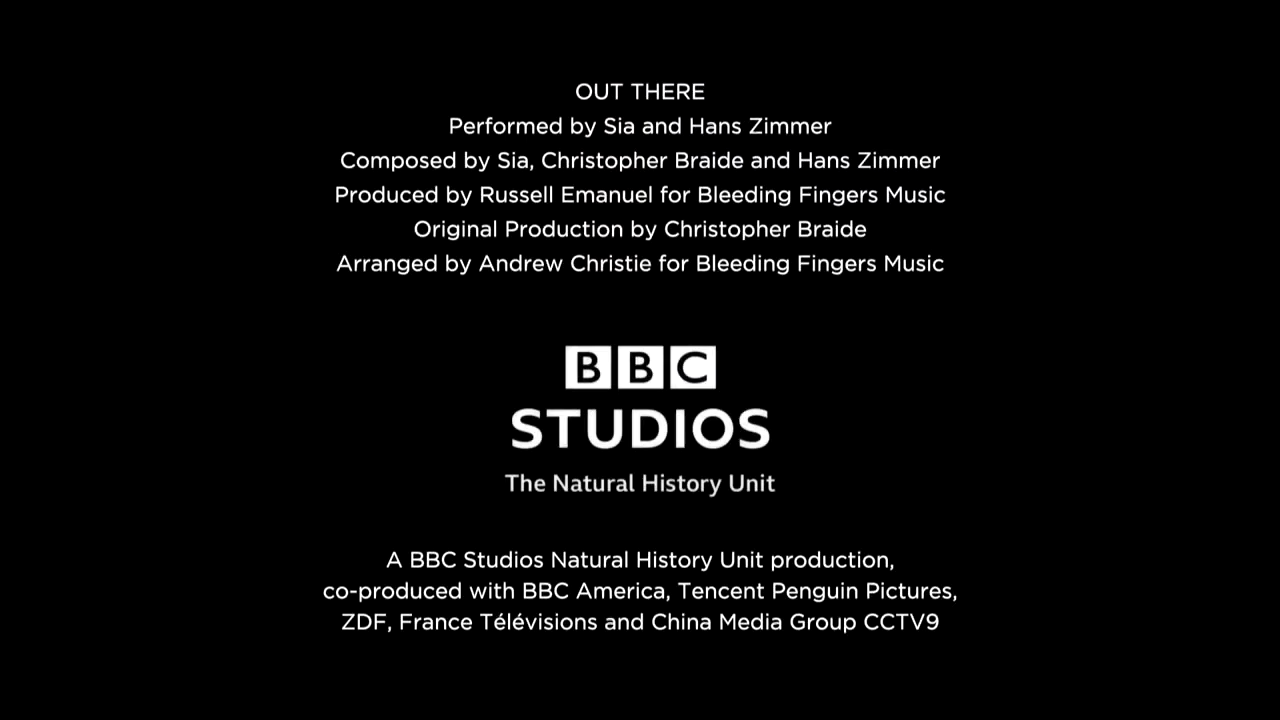 OUT THERE
Performed by Sia and Hans Zimmer
Composed by Sia, Christopher Braide and Hans Zimmer
Produced by Russell Emanuel for Bleeding Fingers Music
Original Production by Christopher Braide
Arranged by Andrew Christie for Bleeding Fingers Music
BBC
STUDIOS
The Natural History Unit
A BBC Studios Natural History Unit production,
co-produced with BBC America, Tencent Penguin Pictures,
ZDF, France Télévisions and China Media Group CCTV9